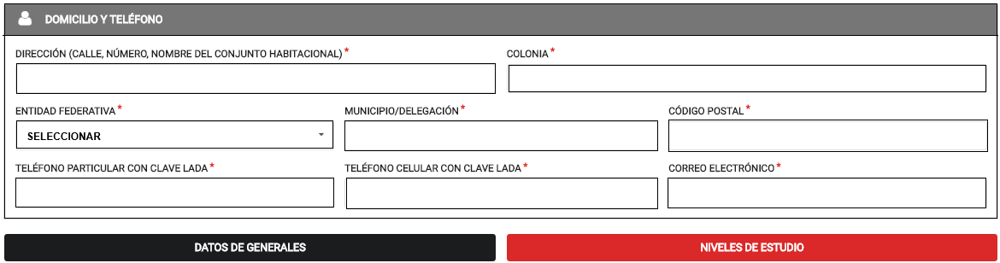 DOMICILIO Y TELÉFONO
DIRECCIÓN (CALLE, NÚMERO, NOMBRE DEL CONJUNTO HABITACIONAL) * COLONIA *
ENTIDAD FEDERATIVA * MUNICIPIO/DELEGACIÓN * CÓDIGO POSTAL *
SELECCIONAR
TELÉFONO PARTICULAR CON CLAVE LADA * TELÉFONO CELULAR CON CLAVE LADA * CORREO ELECTRÓNICO *
DATOS DE GENERALES NIVELES DE ESTUDIO